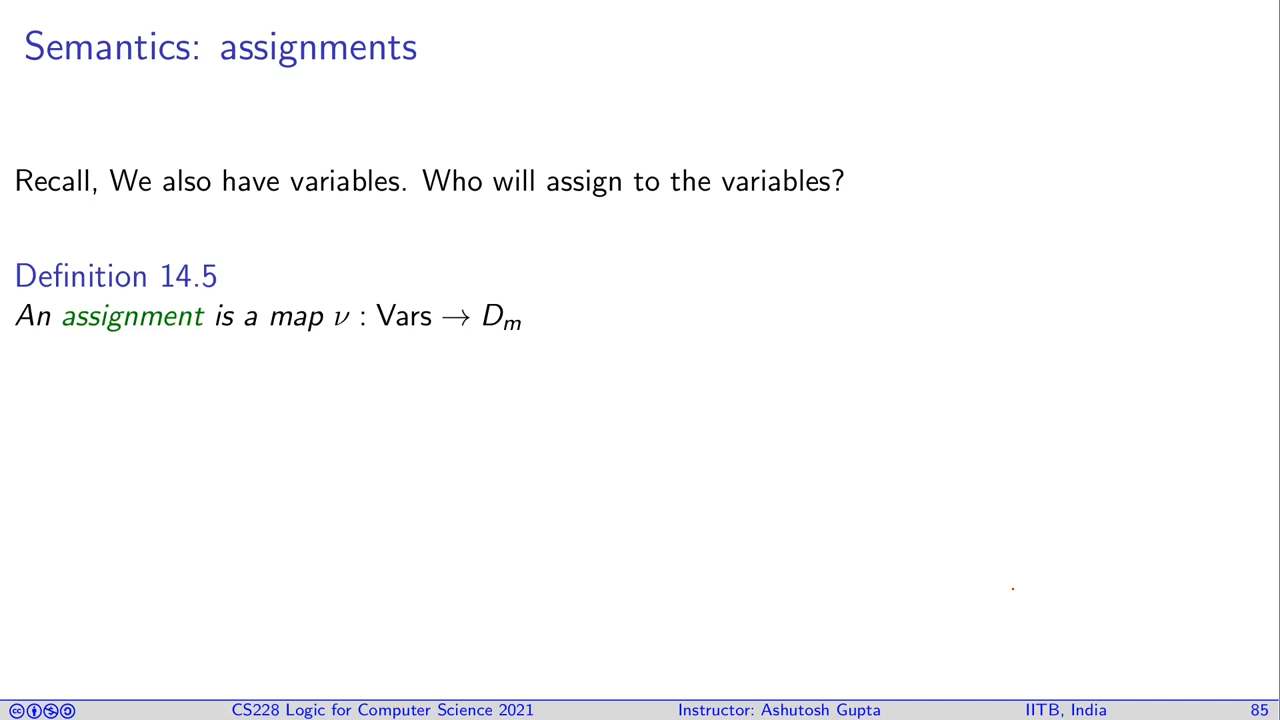 Semantics: assignments
Recall, We also have variables. Who will assign to the variables?
Definition 14.5
An assignment is a map ν : Vars → Dₘ
CS228 Logic for Computer Science 2021 Instructor: Ashutosh Gupta IITB, India 85